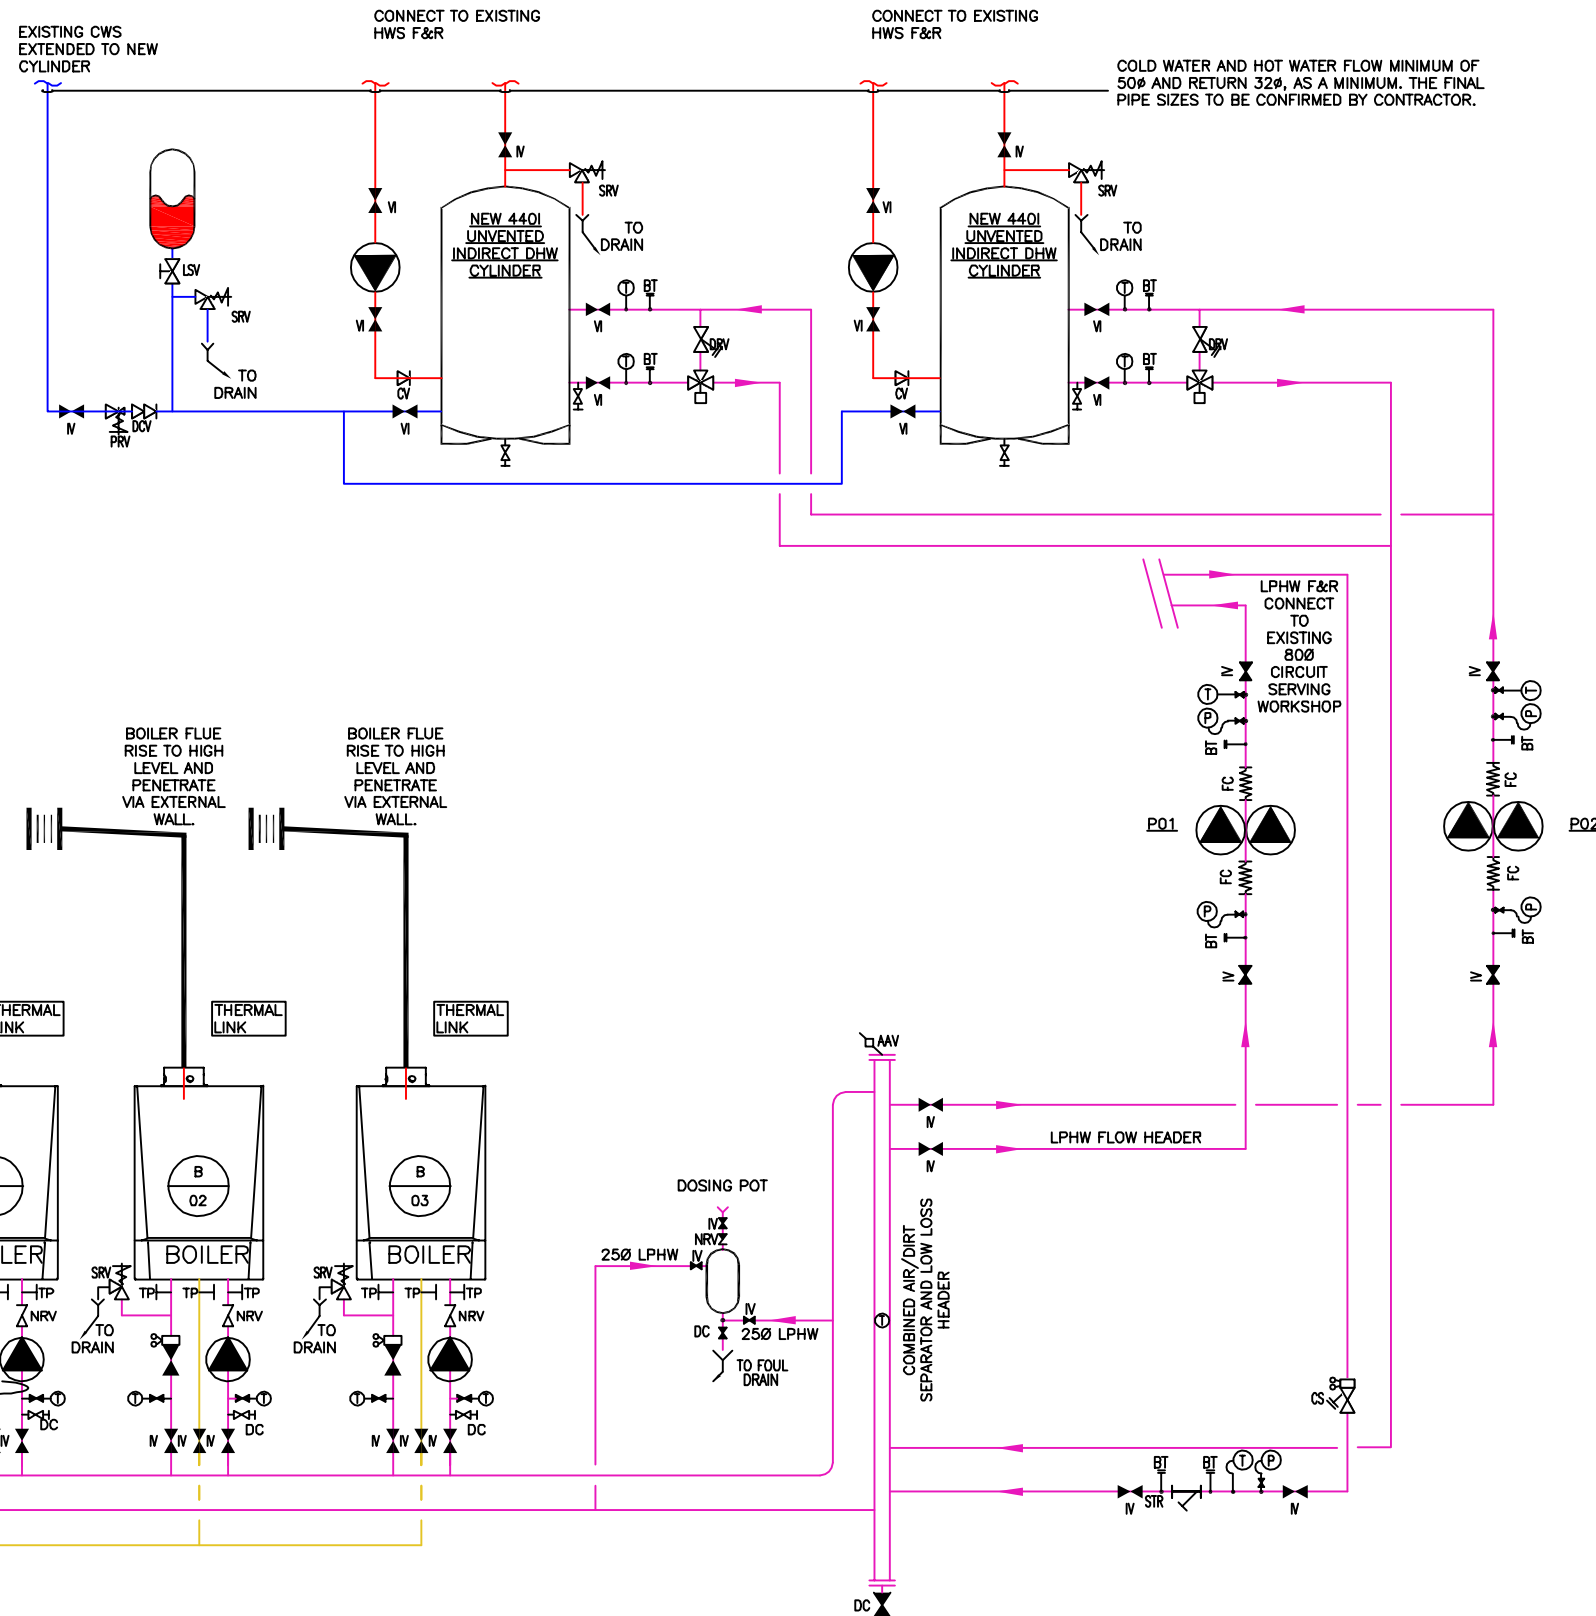 EXISTING CWS
EXTENDED TO NEW
CYLINDER
CONNECT TO EXISTING
HWS F&R
CONNECT TO EXISTING
HWS F&R
COLD WATER AND HOT WATER FLOW MINIMUM OF
50ø AND RETURN 32ø, AS A MINIMUM. THE FINAL
PIPE SIZES TO BE CONFIRMED BY CONTRACTOR.
IV
SRV
VI
NEW 440l
UNVENTED
INDIRECT DHW
CYLINDER
TO
DRAIN
IV
SRV
VI
NEW 440l
UNVENTED
INDIRECT DHW
CYLINDER
TO
DRAIN
LSV
SRV
TO
DRAIN
VI
T
BT
VI
DRV
T
BT
VI
CV
VI
VI
T
BT
VI
DRV
T
BT
VI
CV
VI
IV
PRV
DCV
LPHW F&R
CONNECT
TO
EXISTING
80Ø
CIRCUIT
SERVING
WORKSHOP
IV
T
P
BT
FC
P01
FC
P
BT
IV
IV
T
P
BT
FC
P02
FC
P
BT
IV
BOILER FLUE
RISE TO HIGH
LEVEL AND
PENETRATE
VIA EXTERNAL
WALL.
BOILER FLUE
RISE TO HIGH
LEVEL AND
PENETRATE
VIA EXTERNAL
WALL.
HERMAL
INK
THERMAL
LINK
THERMAL
LINK
AAV
IV
LPHW FLOW HEADER
IV
B
02
B
03
LER
BOILER
BOILER
DOSING POT
IV
NRV
IV
25Ø LPHW
IV
25Ø LPHW
DC
TO FOUL
DRAIN
T
COMBINED AIR/DIRT
SEPARATOR AND LOW LOSS
HEADER
TP
SRV
TP
TP
TP
SRV
TP
TP
TP
NRV
NRV
NRV
TO
DRAIN
TO
DRAIN
T
T
T
T
T
DC
DC
DC
IV
IV
IV
IV
IV
IV
IV
CS
BT
BT
T
P
IV
STR
IV
DC